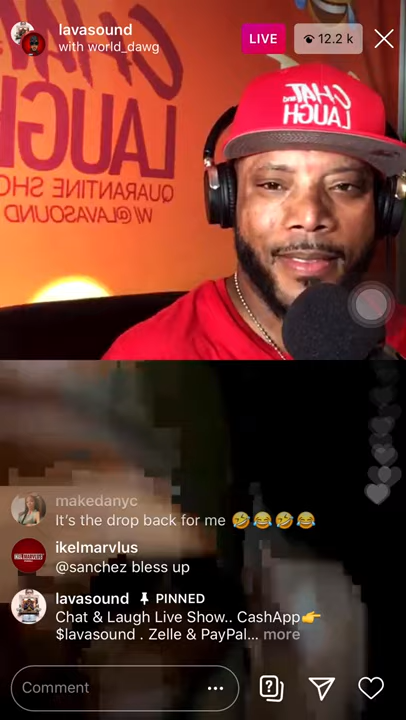 lavasound
with world_dawg
LIVE
12.2 k
CHAT and
LAUGH
CHAT
LAUGH
QUARANTINE SHO
W/@LAVASOUND
makedanyc
It's the drop back for me 🤣😂🤣😂
ikelmarvlus
@sanchez bless up
lavasound PINNED
Chat & Laugh Live Show.. CashApp👉
$lavasound . Zelle & PayPal... more
Comment